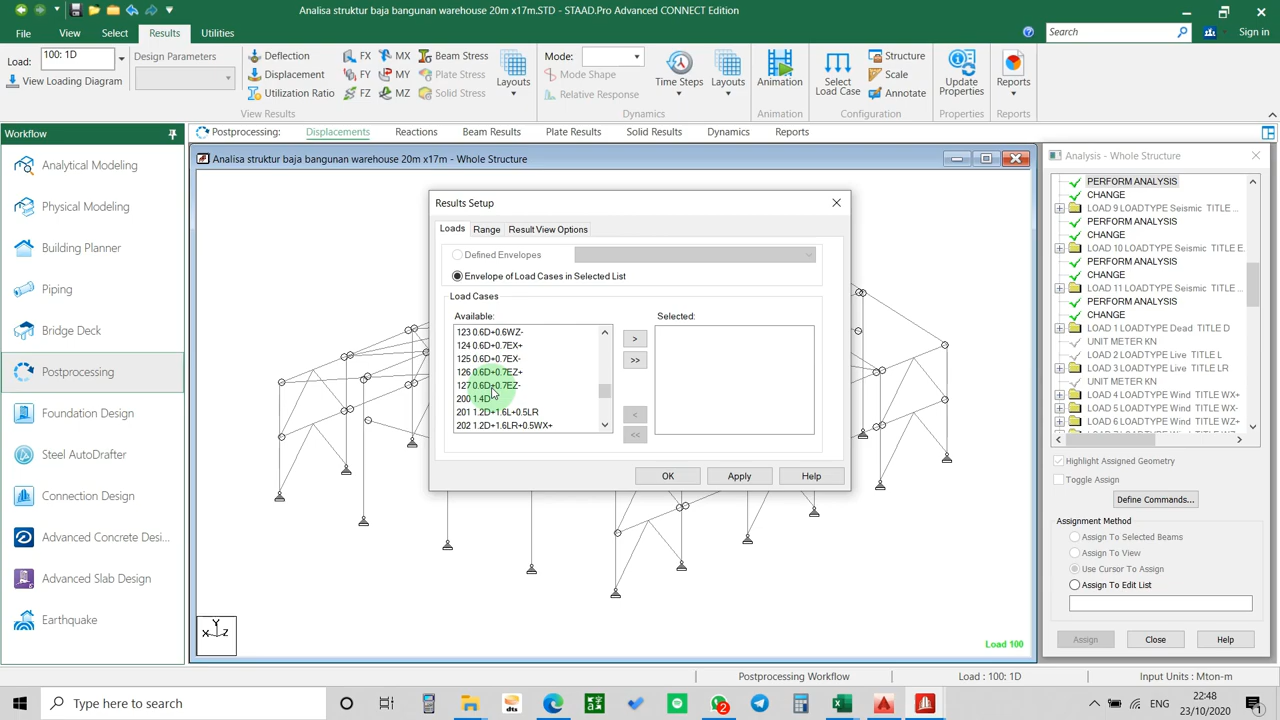 Analisa struktur baja bangunan warehouse 20m x17m.STD - STAAD.Pro Advanced CONNECT Edition
File
View
Select
Results
Utilities
Search
Sign in
Load:
100: 1D
View Loading Diagram
Design Parameters
Deflection
Displacement
Utilization Ratio
FX
FY
FZ
MX
MY
MZ
Beam Stress
Plate Stress
Solid Stress
Layouts
View Results
Mode:
Mode Shape
Relative Response
Time Steps
Layouts
Dynamics
Animation
Animation
Select Load Case
Structure
Scale
Annotate
Configuration
Update Properties
Properties
Reports
Reports
Workflow
Analytical Modeling
Physical Modeling
Building Planner
Piping
Bridge Deck
Postprocessing
Foundation Design
Steel AutoDrafter
Connection Design
Advanced Concrete Desi...
Advanced Slab Design
Earthquake
Postprocessing:
Displacements
Reactions
Beam Results
Plate Results
Solid Results
Dynamics
Reports
Analisa struktur baja bangunan warehouse 20m x17m - Whole Structure
Results Setup
Loads
Range
Result View Options
Defined Envelopes
Envelope of Load Cases in Selected List
Load Cases
Available:
Selected:
123 0.6D+0.6WZ-
124 0.6D+0.7EX+
125 0.6D+0.7EX-
126 0.6D+0.7EZ+
127 0.6D+0.7EZ-
200 1.4D
201 1.2D+1.6L+0.5LR
202 1.2D+1.6LR+0.5WX+
>
>>
<
<<
OK
Apply
Help
Y
X
Z
Load 100
Analysis - Whole Structure
PERFORM ANALYSIS
CHANGE
LOAD 9 LOADTYPE Seismic TITLE ...
PERFORM ANALYSIS
CHANGE
LOAD 10 LOADTYPE Seismic TITLE E.
PERFORM ANALYSIS
CHANGE
LOAD 11 LOADTYPE Seismic TITLE ...
PERFORM ANALYSIS
CHANGE
LOAD 1 LOADTYPE Dead TITLE D
UNIT METER KN
LOAD 2 LOADTYPE Live TITLE L
LOAD 3 LOADTYPE Live TITLE LR
UNIT METER KN
LOAD 4 LOADTYPE Wind TITLE WX+
LOAD 5 LOADTYPE Wind TITLE WX-
LOAD 6 LOADTYPE Wind TITLE WZ+
Highlight Assigned Geometry
Toggle Assign
Define Commands...
Assignment Method
Assign To Selected Beams
Assign To View
Use Cursor To Assign
Assign To Edit List
Assign
Close
Help
Postprocessing Workflow
Load : 100: 1D
Input Units : Mton-m
Type here to search
dts
2
ENG
22:48
23/10/2020
1